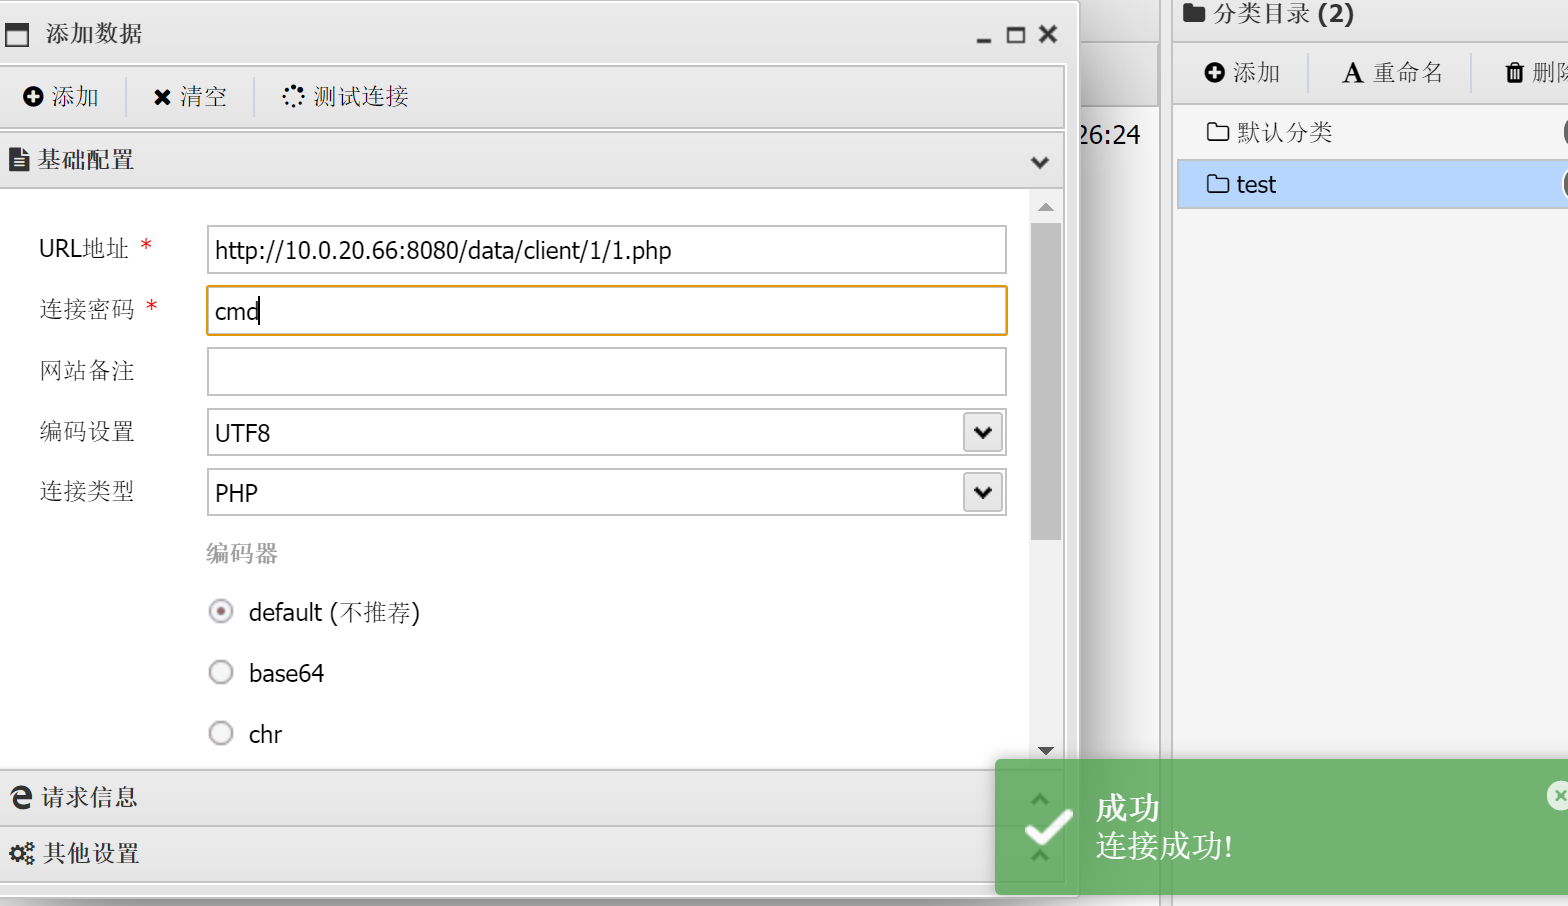 添加数据
添加 清空 测试连接
基础配置
URL地址 * http://10.0.20.66:8080/data/client/1/1.php
连接密码 * cmd
网站备注
编码设置 UTF8
连接类型 PHP
编码器
default (不推荐)
base64
chr
请求信息
其他设置
26:24
分类目录 (2)
添加 重命名 删除
默认分类
test
成功
连接成功!